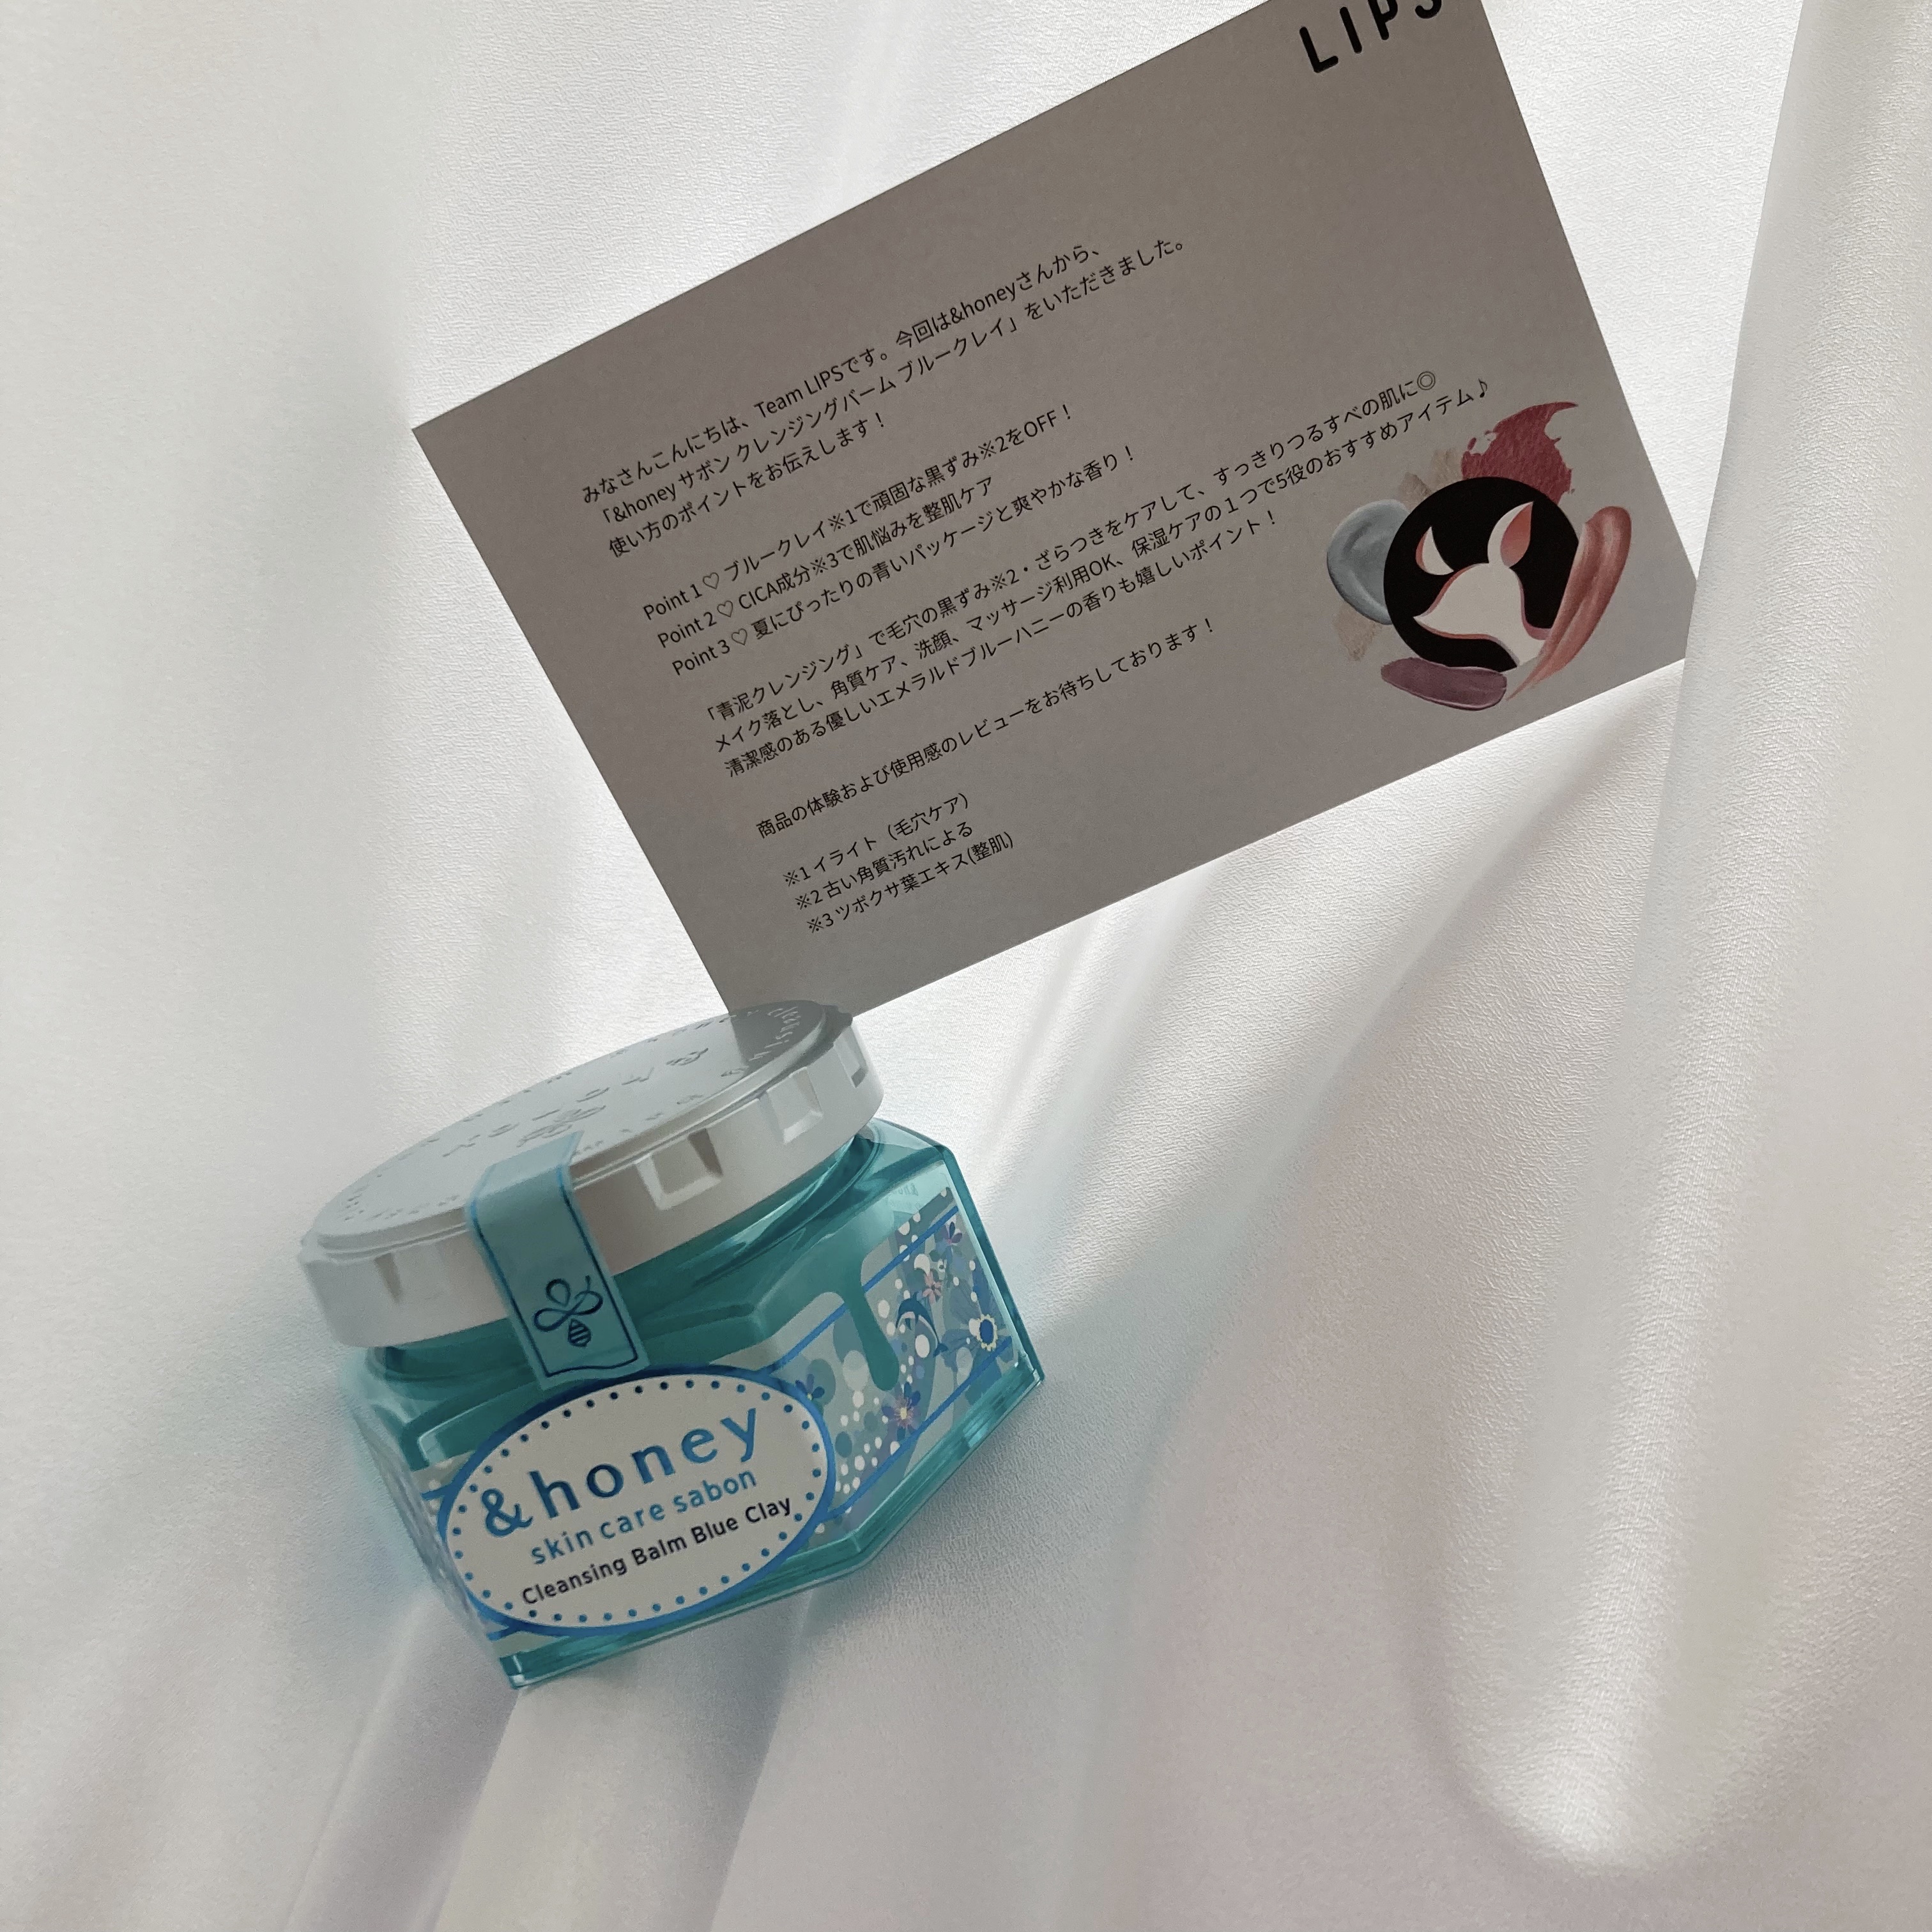 LIPS
みなさんこんにちは、Team LIPSです。今回は&honeyさんから、
「&honey サボン クレンジングバーム ブルークレイ」をいただきました。
使い方のポイントをお伝えします！
Point 1♡ ブルークレイ※1で頑固な黒ずみ※2をOFF！
Point 2♡ CICA成分※3で肌悩みを整肌ケア
Point 3♡ 夏にぴったりの青いパッケージと爽やかな香り！
「青泥クレンジング」で毛穴の黒ずみ※2・ざらつきをケアして、すっきりつるすべの肌に◎
メイク落とし、角質ケア、洗顔、マッサージ利用OK、保湿ケアの１つで5役のおすすめアイテム♪
清潔感のある優しいエメラルドブルーハニーの香りも嬉しいポイント！
商品の体験および使用感のレビューをお待ちしております！
※1 イライト（毛穴ケア）
※2 古い角質汚れによる
※3 ツボクサ葉エキス(整肌)
&honey
skin care sabon
Cleansing Balm Blue Clay